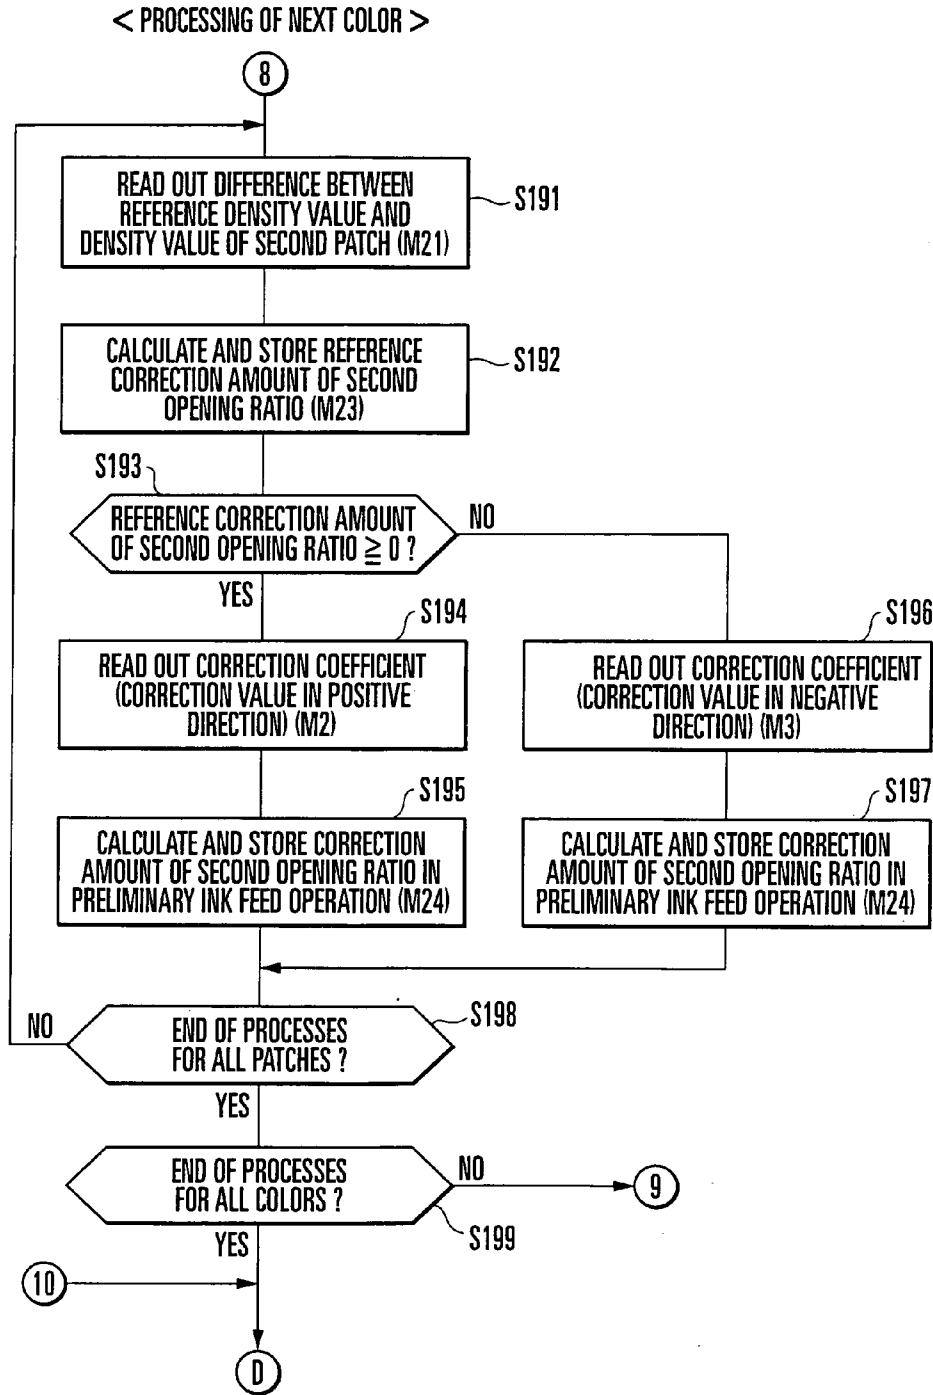 < PROCESSING OF NEXT COLOR >
8
READ OUT DIFFERENCE BETWEEN
REFERENCE DENSITY VALUE AND
DENSITY VALUE OF SECOND PATCH (M21)
S191
CALCULATE AND STORE REFERENCE
CORRECTION AMOUNT OF SECOND
OPENING RATIO (M23)
S192
S193
REFERENCE CORRECTION AMOUNT
OF SECOND OPENING RATIO ≧ 0 ?
NO
YES
S194
READ OUT CORRECTION COEFFICIENT
(CORRECTION VALUE IN POSITIVE
DIRECTION) (M2)
S196
READ OUT CORRECTION COEFFICIENT
(CORRECTION VALUE IN NEGATIVE
DIRECTION) (M3)
S195
CALCULATE AND STORE CORRECTION
AMOUNT OF SECOND OPENING RATIO IN
PRELIMINARY INK FEED OPERATION (M24)
S197
CALCULATE AND STORE CORRECTION
AMOUNT OF SECOND OPENING RATIO IN
PRELIMINARY INK FEED OPERATION (M24)
NO
END OF PROCESSES
FOR ALL PATCHES ?
S198
YES
END OF PROCESSES
FOR ALL COLORS ?
NO
9
S199
YES
10
D